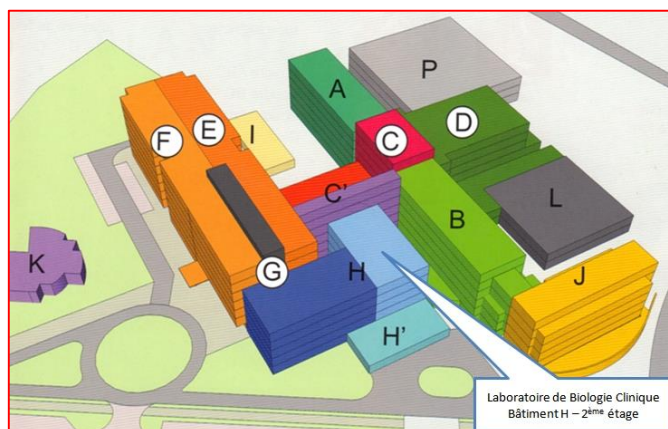 P
A
E
I
D
F
C
C'
L
B
K
G
H
J
H'
Laboratoire de Biologie Clinique
Bâtiment H – 2ème étage